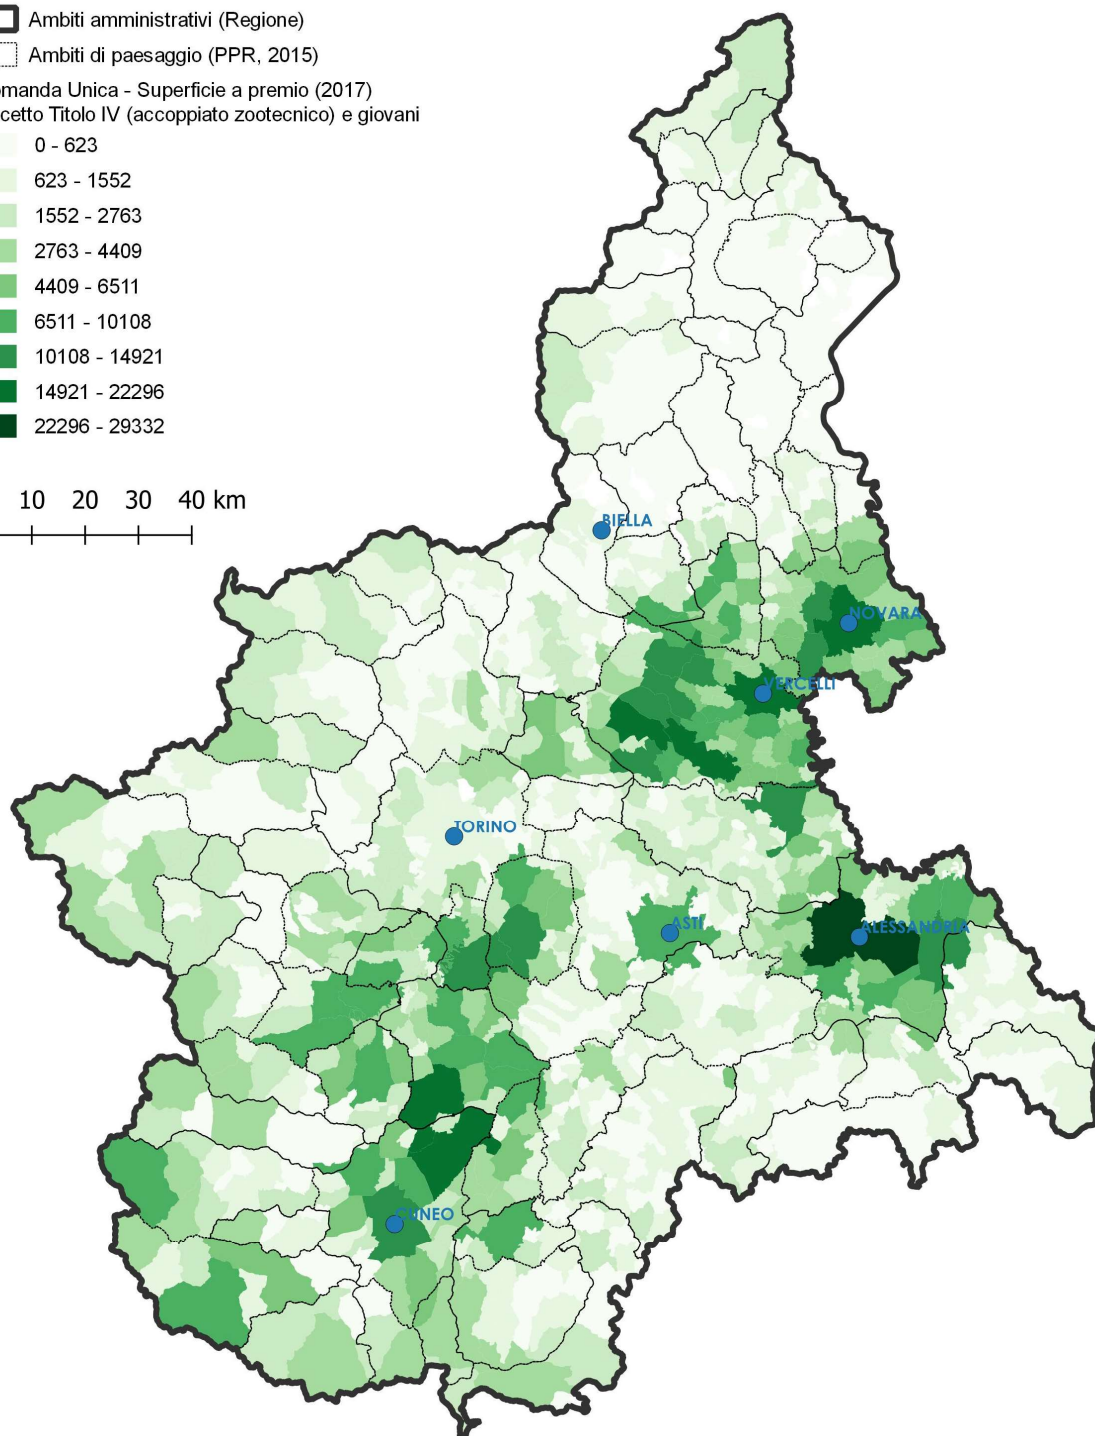 Ambiti amministrativi (Regione)
Ambiti di paesaggio (PPR, 2015)
manda Unica - Superficie a premio (2017)
cetto Titolo IV (accoppiato zootecnico) e giovani
0 - 623
623 - 1552
1552 - 2763
2763 - 4409
4409 - 6511
6511 - 10108
10108 - 14921
14921 - 22296
22296 - 29332
10 20 30 40 km
BIELLA
NOVARA
VERCELLI
TORINO
ASTI
ALESSANDRIA
CUNEO